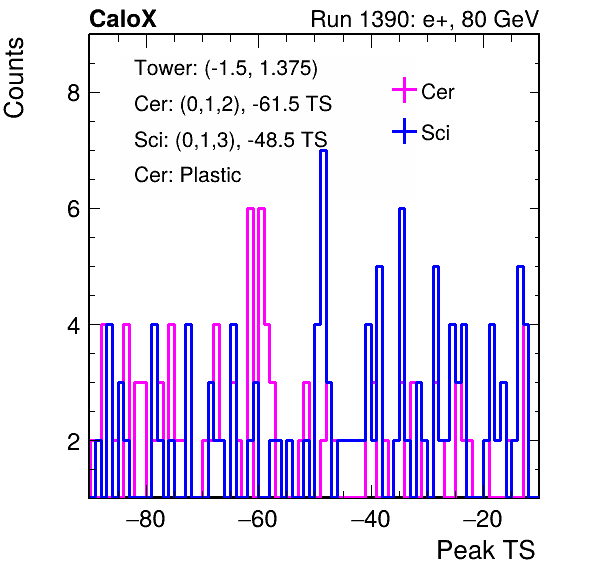 CaloX Run 1390: e+, 80 GeV
Counts
Tower: (-1.5, 1.375)
Cer: (0,1,2), -61.5 TS
Sci: (0,1,3), -48.5 TS
Cer: Plastic
Cer
Sci
8
6
4
2
−80 −60 −40 −20
Peak TS